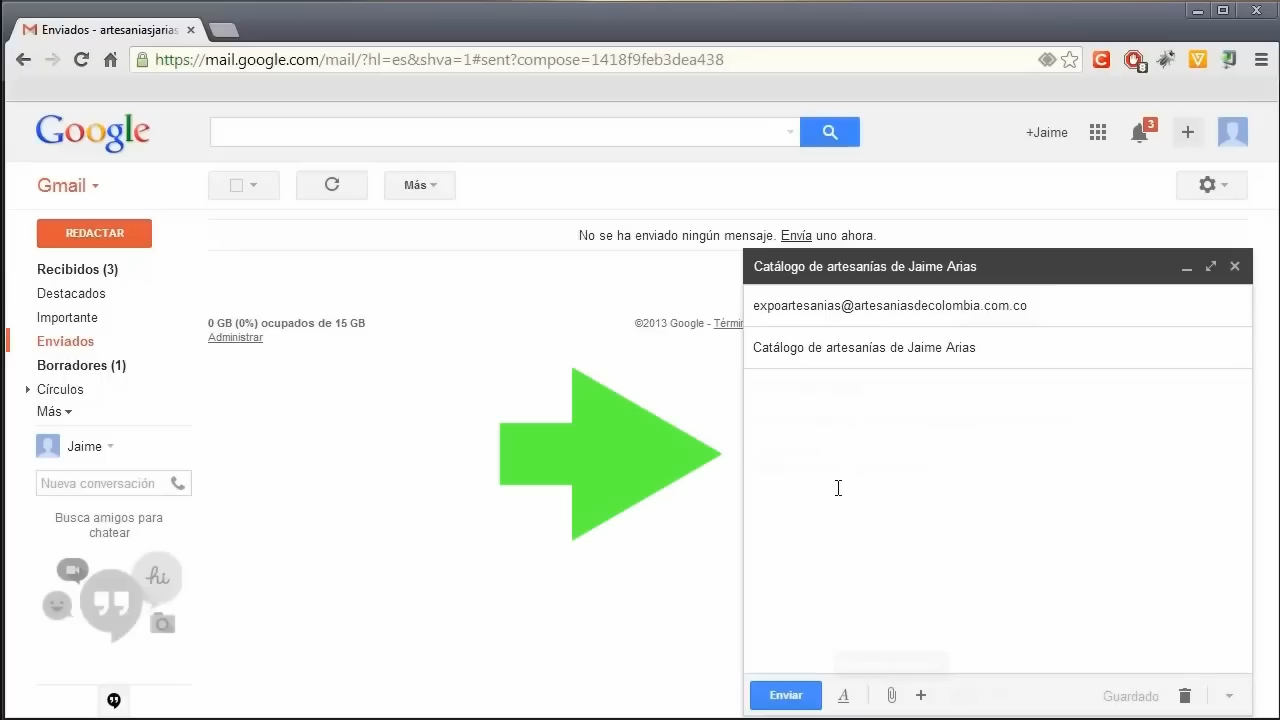 Enviados - artesaniasjarias
https://mail.google.com/mail/?hl=es&shva=1#sent?compose=1418f9feb3dea438
8
Google
+Jaime
3
Gmail
Más
REDACTAR
No se ha enviado ningún mensaje. Envía uno ahora.
Recibidos (3)
Destacados
Importante
Enviados
Borradores (1)
Círculos
Más
0 GB (0%) ocupados de 15 GB
Administrar
©2013 Google - Términ
Jaime
Nueva conversación
Busca amigos para
chatear
hi
Catálogo de artesanías de Jaime Arias
expoartesanias@artesaniasdecolombia.com.co
Catálogo de artesanías de Jaime Arias
Enviar
A
Guardado